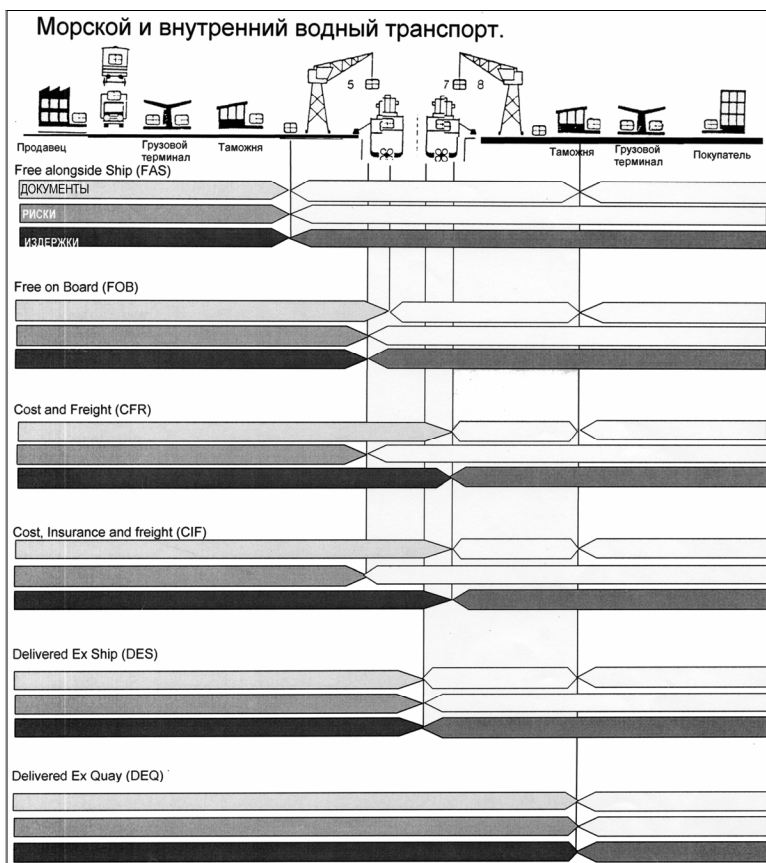 Морской и внутренний водный транспорт.
5 7 8
Продавец
Грузовой
терминал
Таможня
Таможня
Грузовой
терминал
Покупатель
Free alongside Ship (FAS)
ДОКУМЕНТЫ
РИСКИ
ИЗДЕРЖКИ
Free on Board (FOB)
Cost and Freight (CFR)
Cost, Insurance and freight (CIF)
Delivered Ex Ship (DES)
Delivered Ex Quay (DEQ)